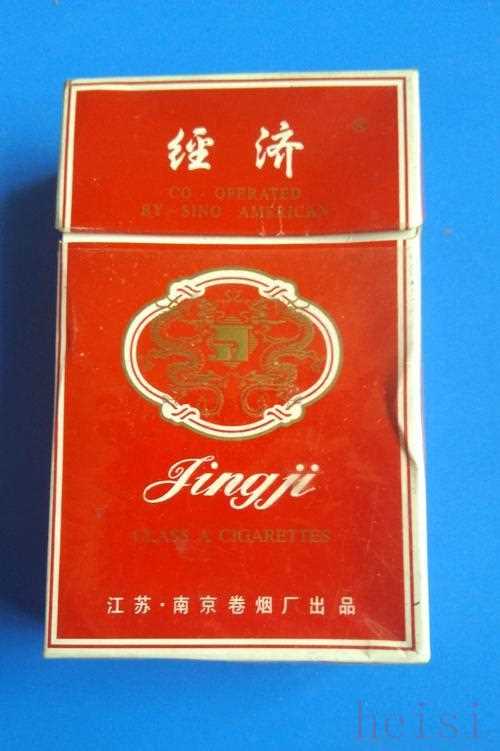 經济
®
CO-OPERATED
BY-SINO AMERICAN
Jingji
CLASS A CIGARETTES
江苏·南京卷烟厂出品
heisi